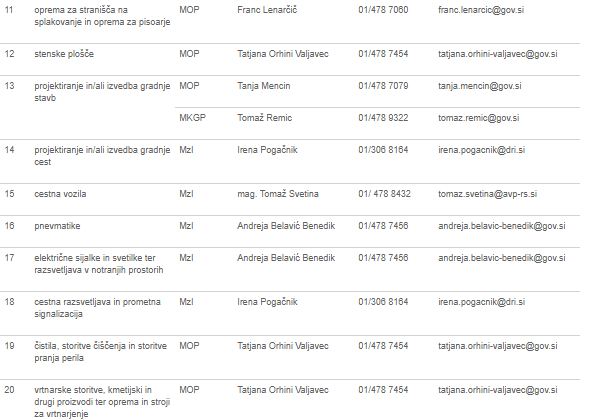 11 oprema za stranišča na MOP Franc Lenarčič 01/478 7060 franc.lenarcic@gov.si
splakovanje in oprema za pisoarje
12 stenske plošče MOP Tatjana Orhini Valjavec 01/478 7454 tatjana.orhini-valjavec@gov.si
13 projektiranje in/ali izvedba gradnje MOP Tanja Mencin 01/478 7079 tanja.mencin@gov.si
stavb
MKGP Tomaž Remic 01/478 9322 tomaz.remic@gov.si
14 projektiranje in/ali izvedba gradnje MzI Irena Pogačnik 01/306 8164 irena.pogacnik@dri.si
cest
15 cestna vozila MzI mag. Tomaž Svetina 01/ 478 8432 tomaz.svetina@avp-rs.si
16 pnevmatike MzI Andreja Belavić Benedik 01/478 7456 andreja.belavic-benedik@gov.si
17 električne sijalke in svetilke ter MzI Andreja Belavić Benedik 01/478 7456 andreja.belavic-benedik@gov.si
razsvetljava v notranjih prostorih
18 cestna razsvetljava in prometna MzI Irena Pogačnik 01/306 8164 irena.pogacnik@dri.si
signalizacija
19 čistila, storitve čiščenja in storitve MOP Tatjana Orhini Valjavec 01/478 7454 tatjana.orhini-valjavec@gov.si
pranja perila
20 vrtnarske storitve, kmetijski in MOP Tatjana Orhini Valjavec 01/478 7454 tatjana.orhini-valjavec@gov.si
drugi proizvodi ter oprema in stroji
za vrtnarjenje